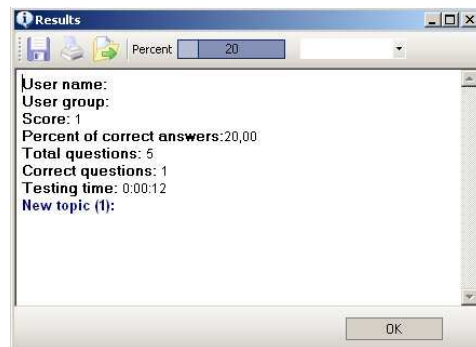 Results
Percent 20
User name:
User group:
Score: 1
Percent of correct answers:20,00
Total questions: 5
Correct questions: 1
Testing time: 0:00:12
New topic (1):
OK